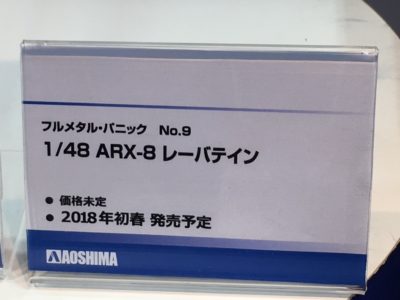 フルメタル・パニック No.9
1/48 ARX-8 レーバテイン
● 価格未定
● 2018年初春 発売予定
AOSHIMA